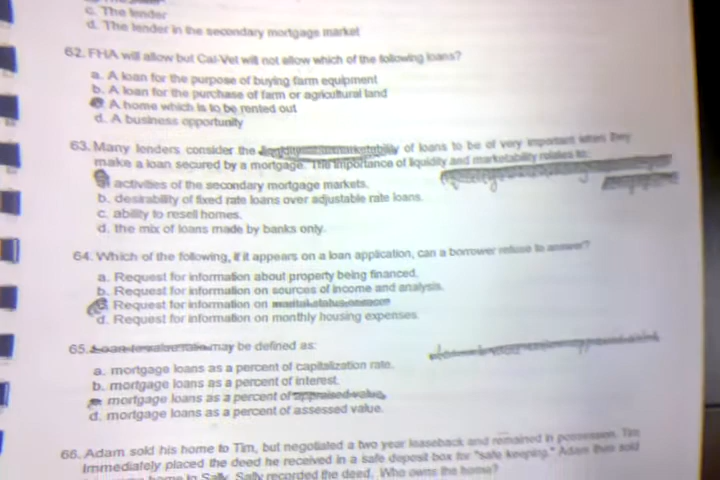 c. The lender
d. The lender in the secondary mortgage market
62. FHA will allow but Cal-Vet will not allow which of the following loans?
a. A loan for the purpose of buying farm equipment
b. A loan for the purchase of farm or agricultural land
A home which is to be rented out
d. A business opportunity
63. Many lenders consider the liquidity marketability of loans to be of very important when they
make a loan secured by a mortgage. The importance of liquidity and marketability relates to:
activities of the secondary mortgage markets.
b. desirability of fixed rate loans over adjustable rate loans.
c. ability to resell homes.
d. the mix of loans made by banks only.
64. Which of the following, if it appears on a loan application, can a borrower refuse to answer?
a. Request for information about property being financed.
b. Request for information on sources of income and analysis.
Request for information on marital status
d. Request for information on monthly housing expenses.
65. Loan-to-value ratio may be defined as:
a. mortgage loans as a percent of capitalization rate.
b. mortgage loans as a percent of interest.
mortgage loans as a percent of appraised value.
d. mortgage loans as a percent of assessed value.
66. Adam sold his home to Tim, but negotiated a two year leaseback and remained in possession. Tim
immediately placed the deed he received in a safe deposit box for "safe keeping." Adam then sold
home to Sally. Sally recorded the deed. Who owns the home?